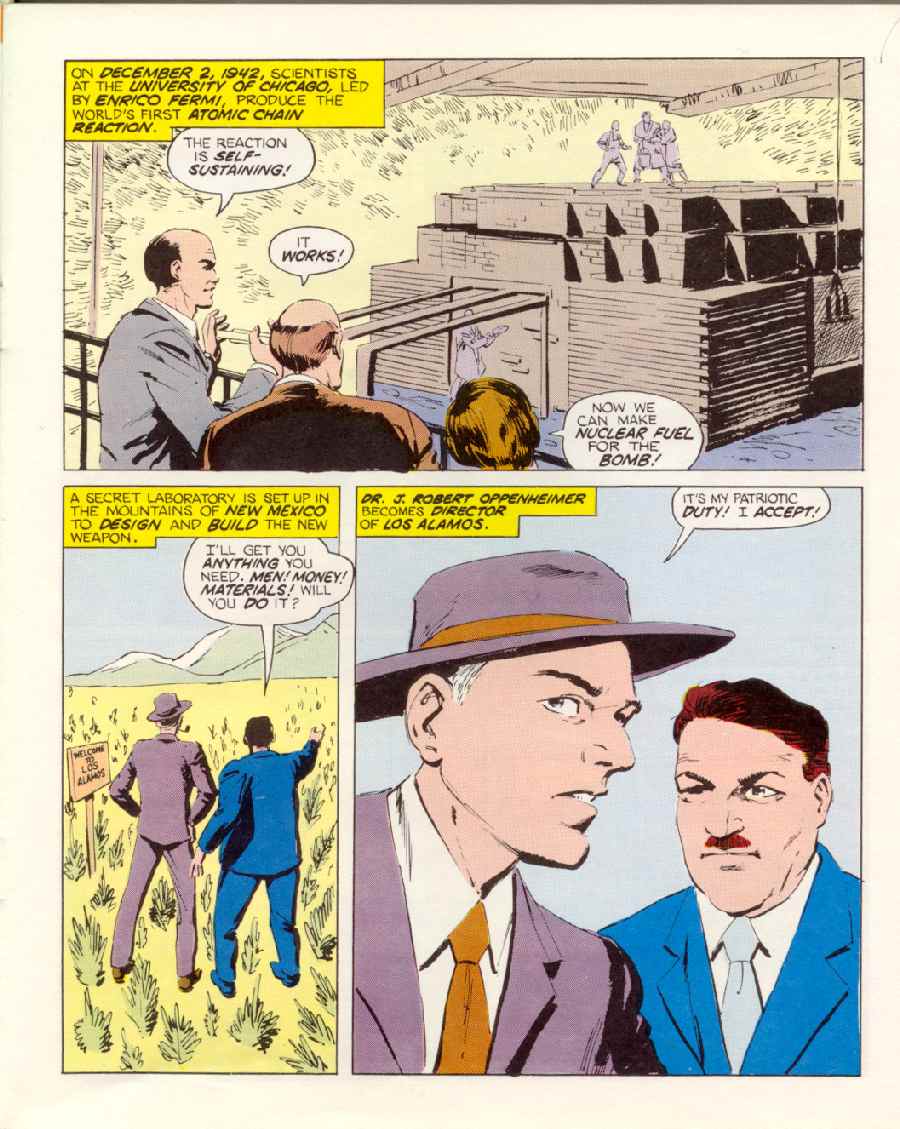 ON DECEMBER 2, 1942, SCIENTISTS
AT THE UNIVERSITY OF CHICAGO, LED
BY ENRICO FERMI, PRODUCE THE
WORLD'S FIRST ATOMIC CHAIN
REACTION.
THE REACTION
IS SELF-
SUSTAINING!
IT
WORKS!
NOW WE
CAN MAKE
NUCLEAR FUEL
FOR THE
BOMB!
A SECRET LABORATORY IS SET UP IN
THE MOUNTAINS OF NEW MEXICO
TO DESIGN AND BUILD THE NEW
WEAPON.
I'LL GET YOU
ANYTHING YOU
NEED. MEN! MONEY!
MATERIALS! WILL
YOU DO IT?
WELCOME
TO
LOS
ALAMOS
DR. J. ROBERT OPPENHEIMER
BECOMES DIRECTOR
OF LOS ALAMOS.
IT'S MY PATRIOTIC
DUTY! I ACCEPT!